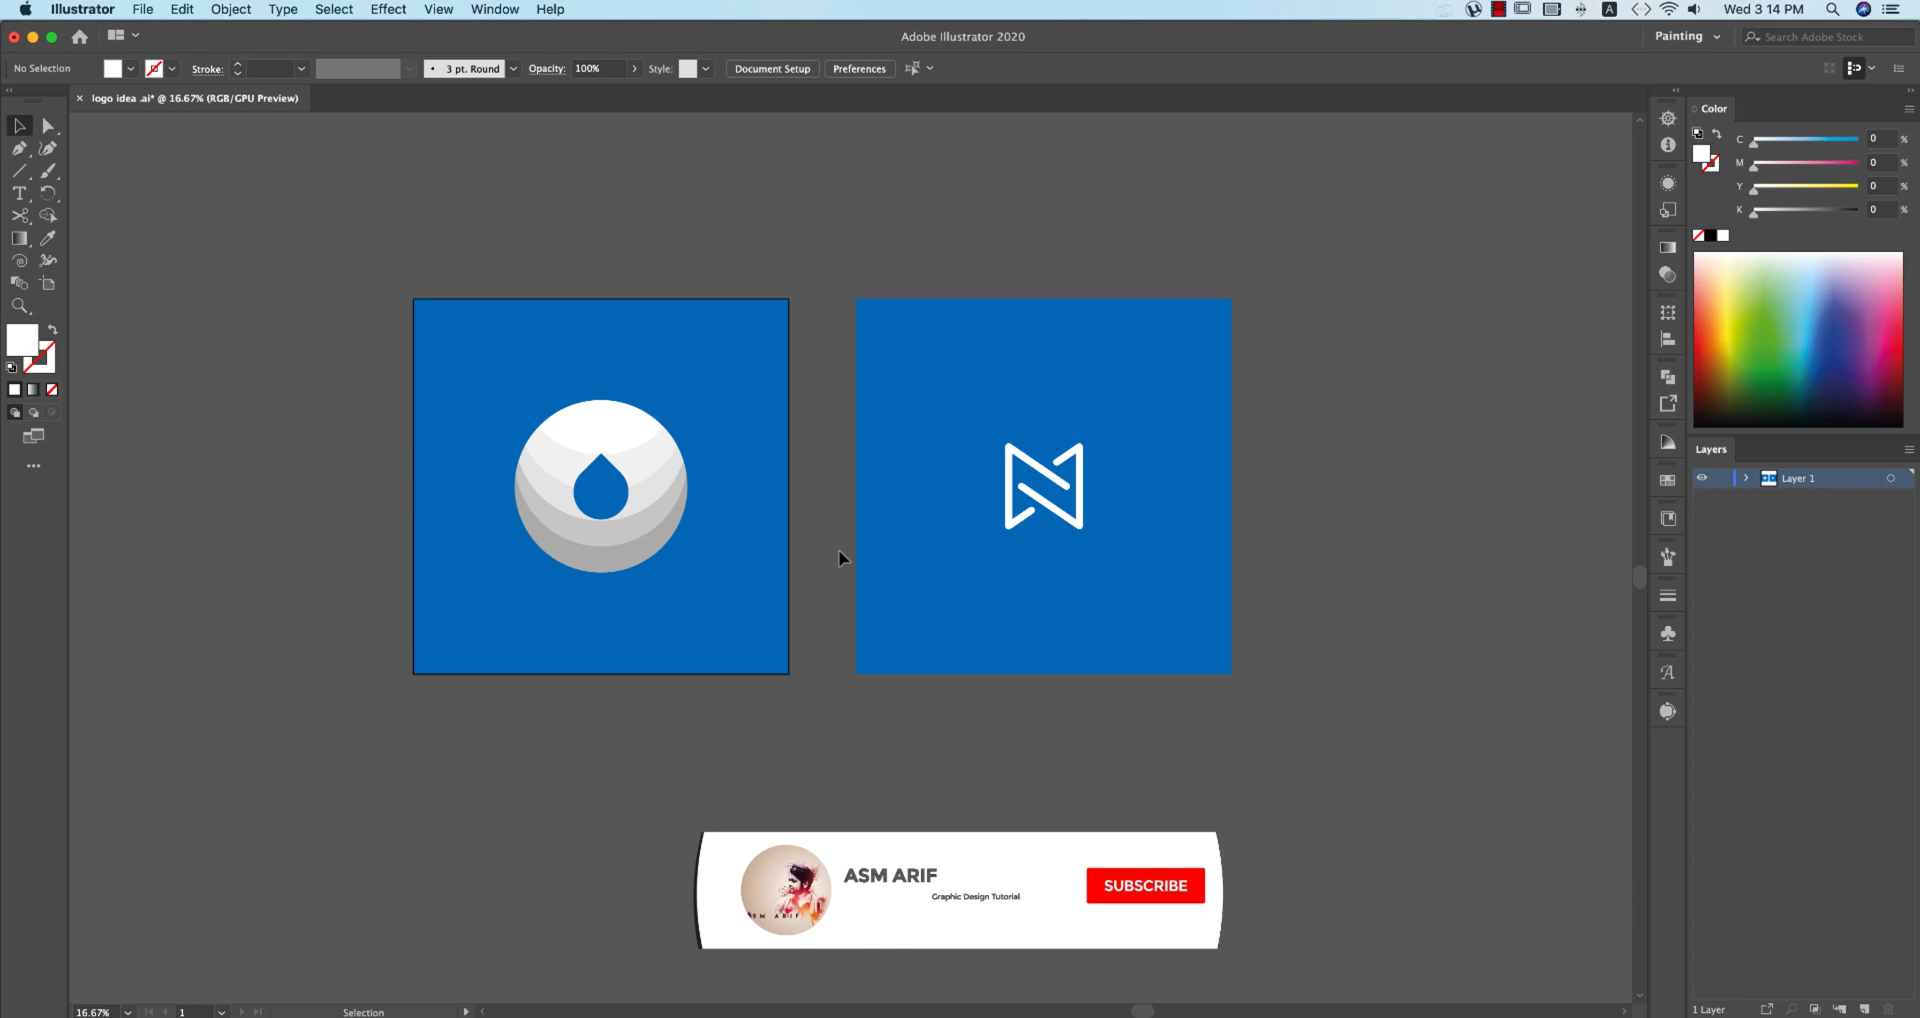 Illustrator File Edit Object Type Select Effect View Window Help
A
Wed 3 14 PM
Adobe Illustrator 2020
Painting
Search Adobe Stock
No Selection
Stroke:
3 pt. Round
Opacity: 100%
Style:
Document Setup
Preferences
× logo idea .ai* @ 16.67% (RGB/GPU Preview)
Color
C 0 %
M 0 %
Y 0 %
K 0 %
Layers
Layer 1
ASM ARIF
Graphic Design Tutorial
SUBSCRIBE
16.67%
1
Selection
1 Layer